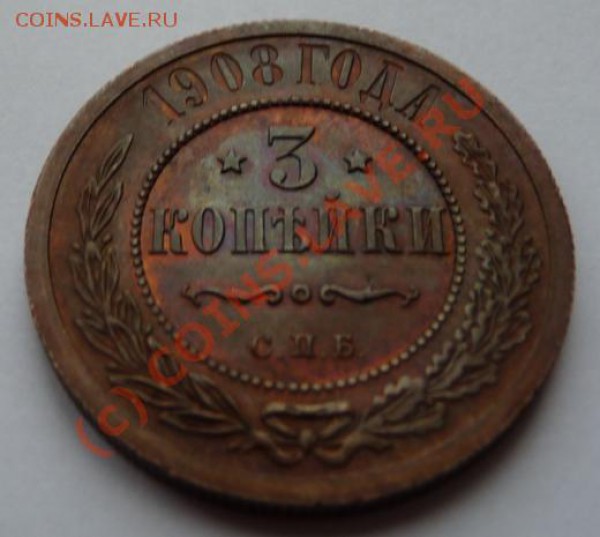 COINS.LAVE.RU
1908 ГОДА
3
КОПѢЙКИ
С.П.Б.
(c) COINS.LAVE.RU